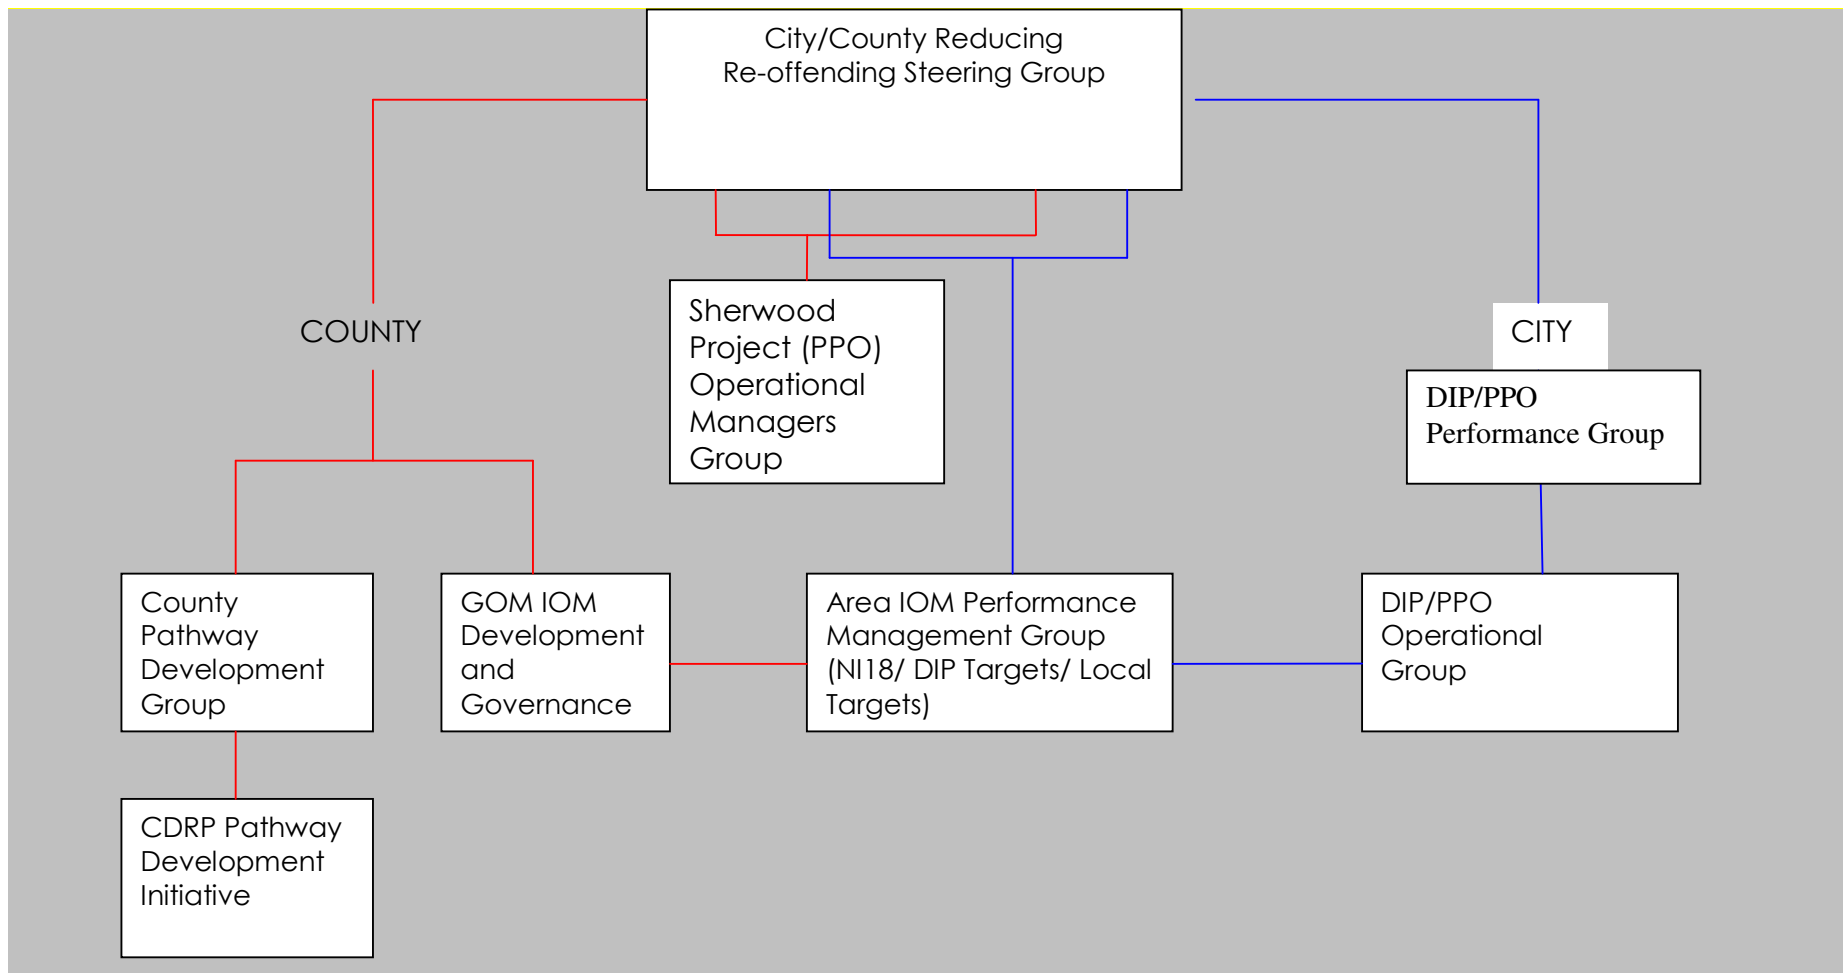 City/County Reducing
Re-offending Steering Group
COUNTY
Sherwood
Project (PPO)
Operational
Managers
Group
CITY
DIP/PPO
Performance Group
County
Pathway
Development
Group
GOM IOM
Development
and
Governance
Area IOM Performance
Management Group
(NI18/ DIP Targets/ Local
Targets)
DIP/PPO
Operational
Group
CDRP Pathway
Development
Initiative